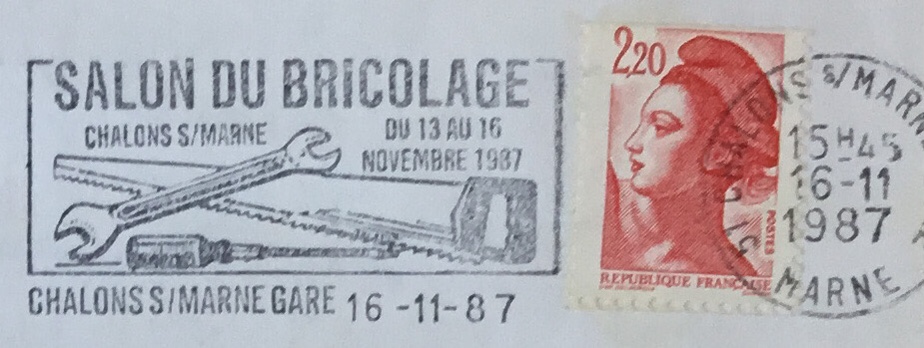 SALON DU BRICOLAGE
CHALONS S/MARNE
DU 13 AU 16
NOVEMBRE 1987
CHALONS S/MARNE GARE 16 -11- 87
2,20
POSTES
REPUBLIQUE FRANÇAISE
CHALONS s/MARNE
15H45
16-11
1987
51 MARNE